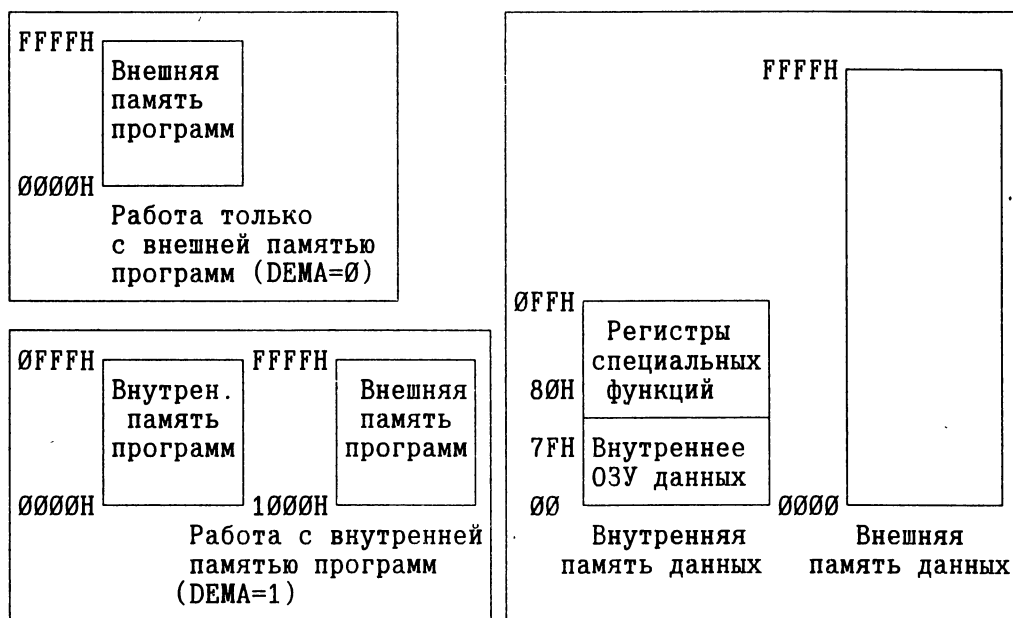 FFFFH
Внешняя
память
программ
ØØØØH
Работа только
с внешней памятью
программ (DEMA=Ø)
ØFFFH
Внутрен.
память
программ
ØØØØH
FFFFH
Внешняя
память
программ
1ØØØH
Работа с внутренней
памятью программ
(DEMA=1)
ØFFH
Регистры
специальных
функций
8ØH
7FH
Внутреннее
ОЗУ данных
ØØ
Внутренняя
память данных
FFFFH
ØØØØ
Внешняя
память данных